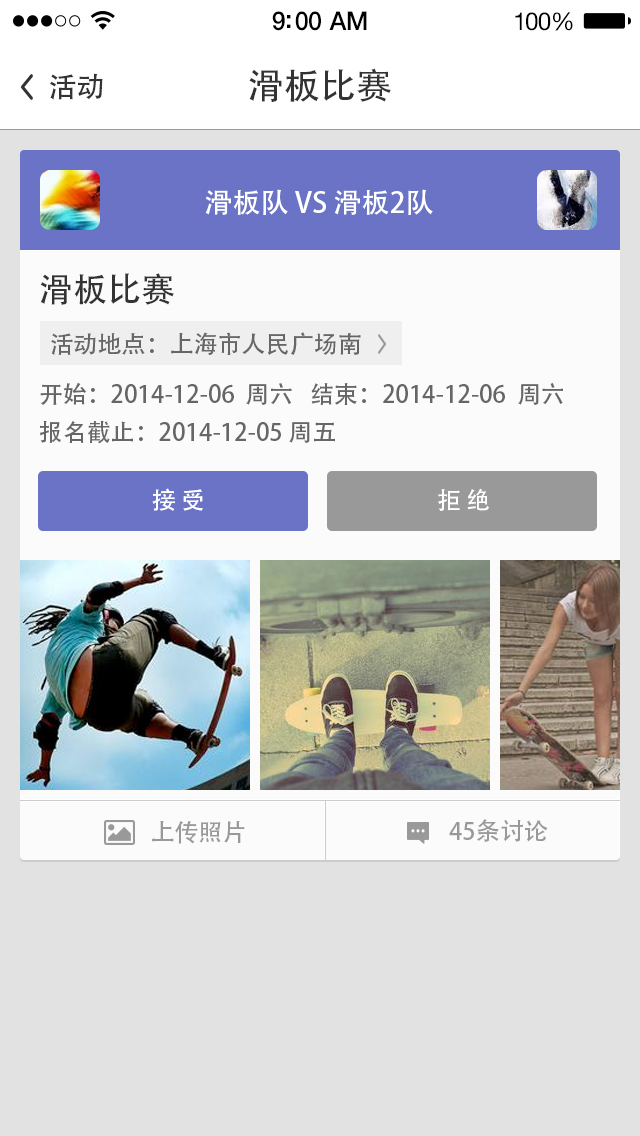 9:00 AM 100%
活动 滑板比赛
滑板队 VS 滑板2队
滑板比赛
活动地点：上海市人民广场南
开始：2014-12-06 周六 结束：2014-12-06 周六
报名截止：2014-12-05 周五
接受 拒绝
上传照片 45条讨论